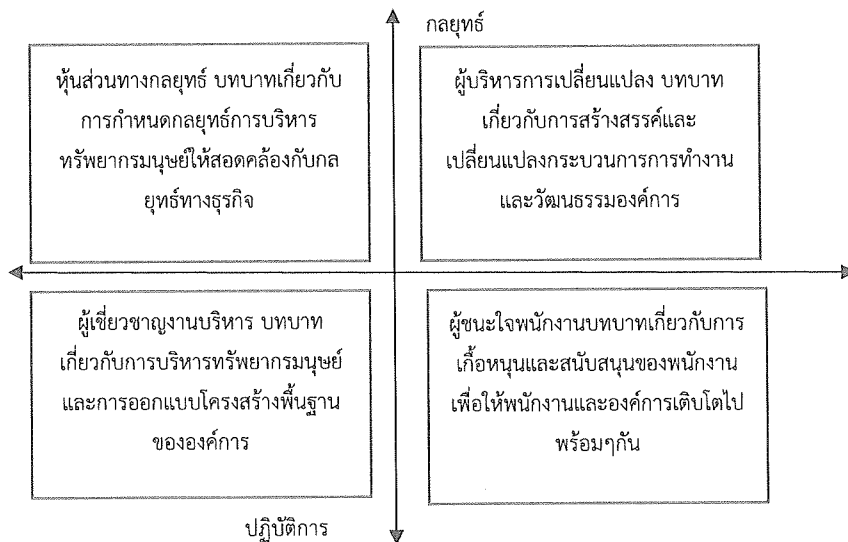 กลยุทธ์
หุ้นส่วนทางกลยุทธ์ บทบาทเกี่ยวกับ
การกำหนดกลยุทธ์การบริหาร
ทรัพยากรมนุษย์ให้สอดคล้องกับกล
ยุทธ์ทางธุรกิจ
ผู้บริหารการเปลี่ยนแปลง บทบาท
เกี่ยวกับการสร้างสรรค์และ
เปลี่ยนแปลงกระบวนการการทำงาน
และวัฒนธรรมองค์การ
ผู้เชี่ยวชาญงานบริหาร บทบาท
เกี่ยวกับการบริหารทรัพยากรมนุษย์
และการออกแบบโครงสร้างพื้นฐาน
ขององค์การ
ผู้ชนะใจพนักงานบทบาทเกี่ยวกับการ
เกื้อหนุนและสนับสนุนของพนักงาน
เพื่อให้พนักงานและองค์การเติบโตไป
พร้อมๆกัน
ปฏิบัติการ